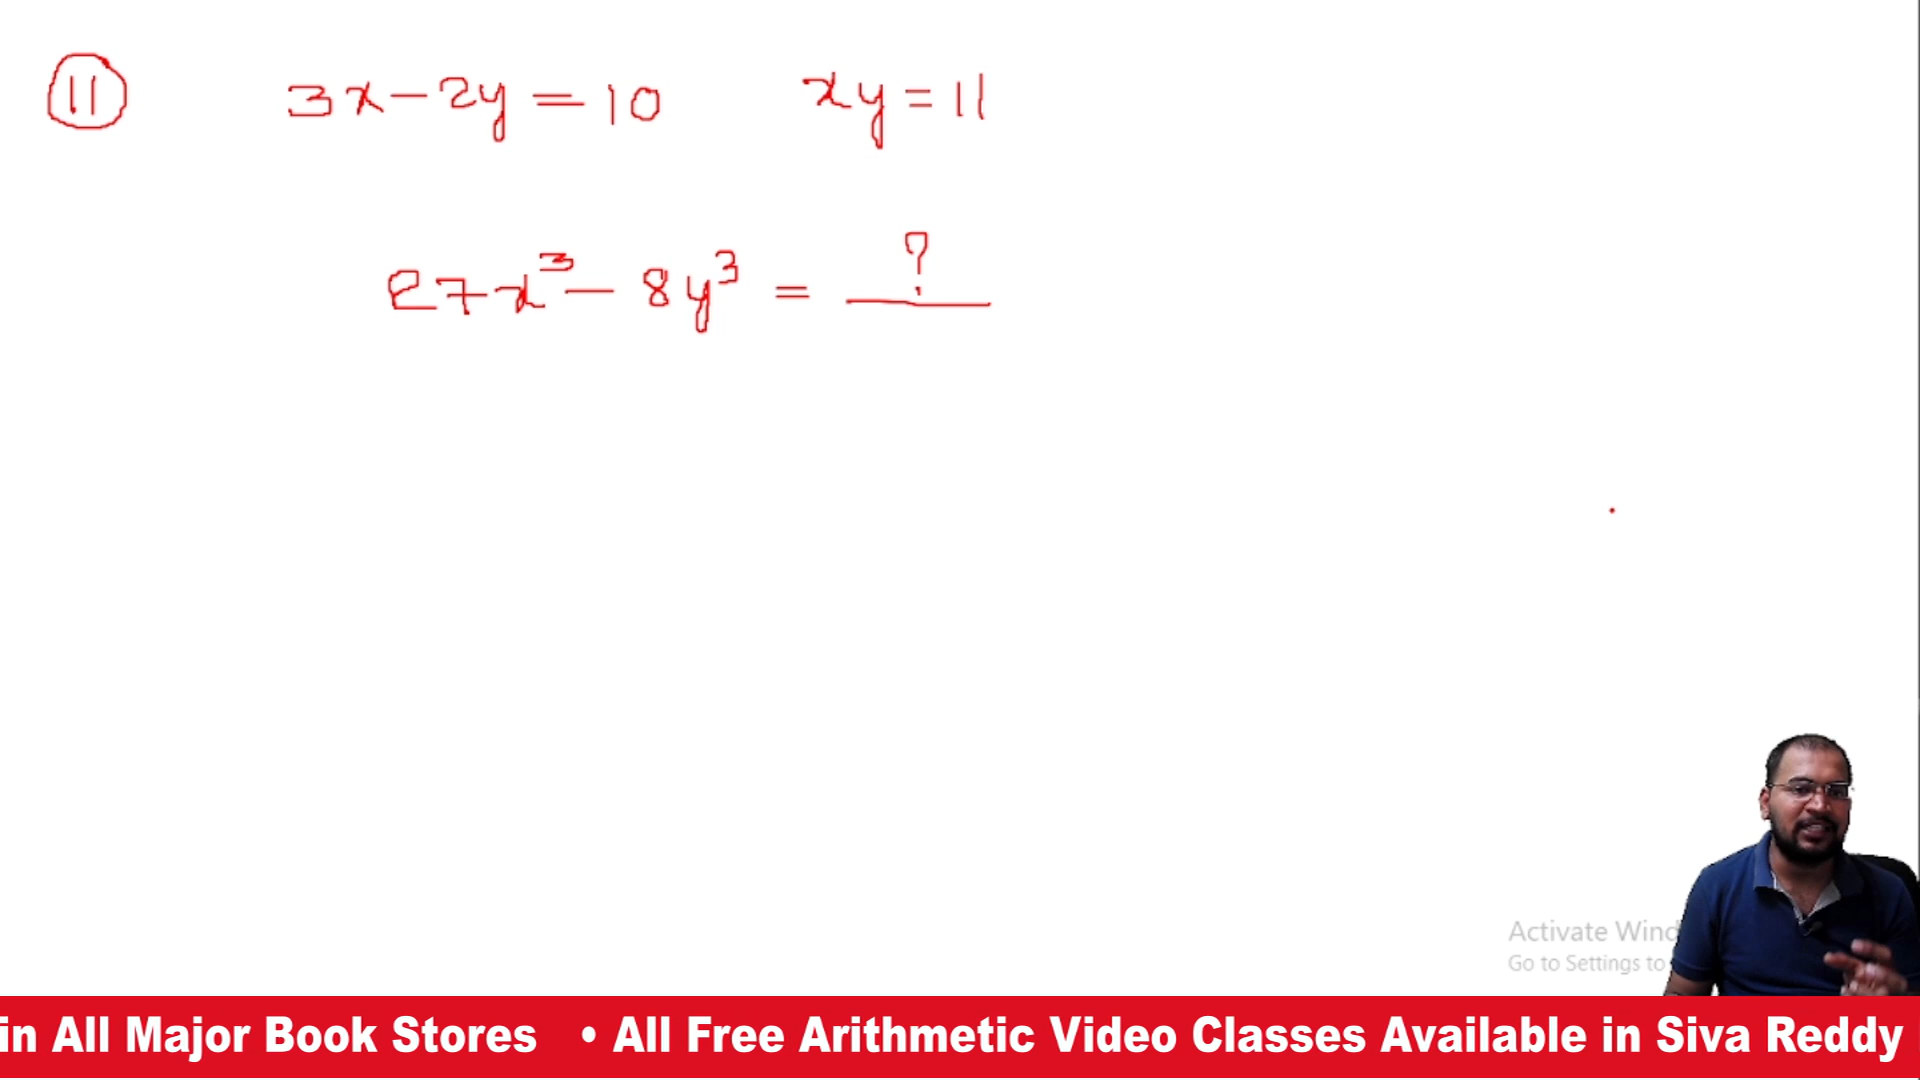 11 3x-2y=10 xy=11
27x³-8y³ = ?
Activate Wind
Go to Settings to
in All Major Book Stores • All Free Arithmetic Video Classes Available in Siva Reddy